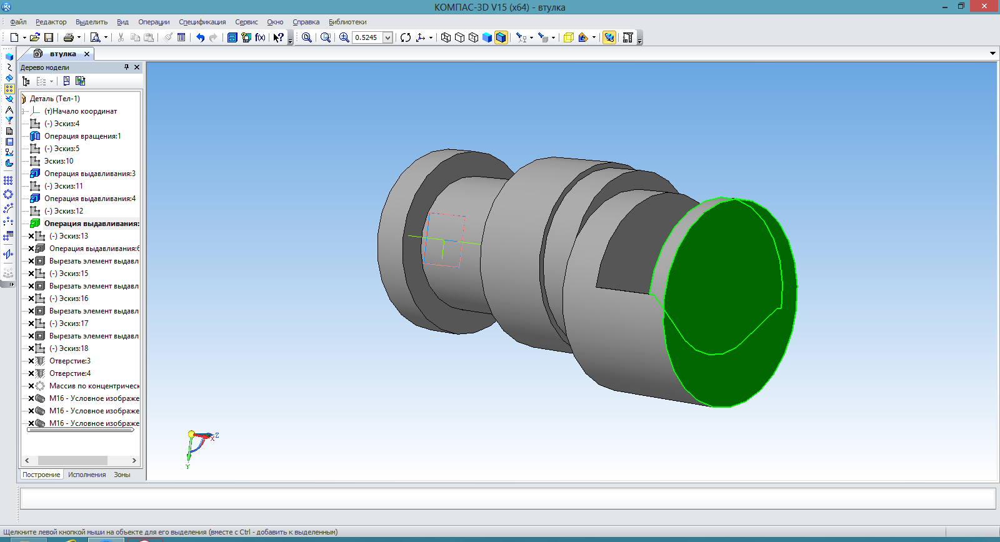 КОМПАС-3D V15 (x64) - втулка
Файл Редактор Выделить Вид Операции Спецификация Сервис Окно Справка Библиотеки
0.5245
f(x)
втулка
Дерево модели
Деталь (Тел-1)
(т)Начало координат
(-) Эскиз:4
Операция вращения:1
(-) Эскиз:5
Эскиз:10
Операция выдавливания:3
(-) Эскиз:11
Операция выдавливания:4
(-) Эскиз:12
Операция выдавливания:
(-) Эскиз:13
Операция выдавливания:6
Вырезать элемент выдавл
(-) Эскиз:15
Вырезать элемент выдавл
(-) Эскиз:16
Вырезать элемент выдавл
(-) Эскиз:17
Вырезать элемент выдавл
(-) Эскиз:18
Отверстие:3
Отверстие:4
Массив по концентричесн
М16 - Условное изображе
М16 - Условное изображе
М16 - Условное изображе
Z
X
Y
Построение Исполнения Зоны
Щелкните левой кнопкой мыши на объекте для его выделения (вместе с Ctrl - добавить к выделенным)